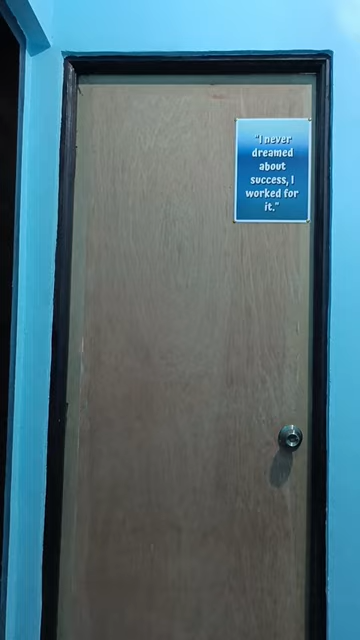 "I never
dreamed
about
success, I
worked for
it."